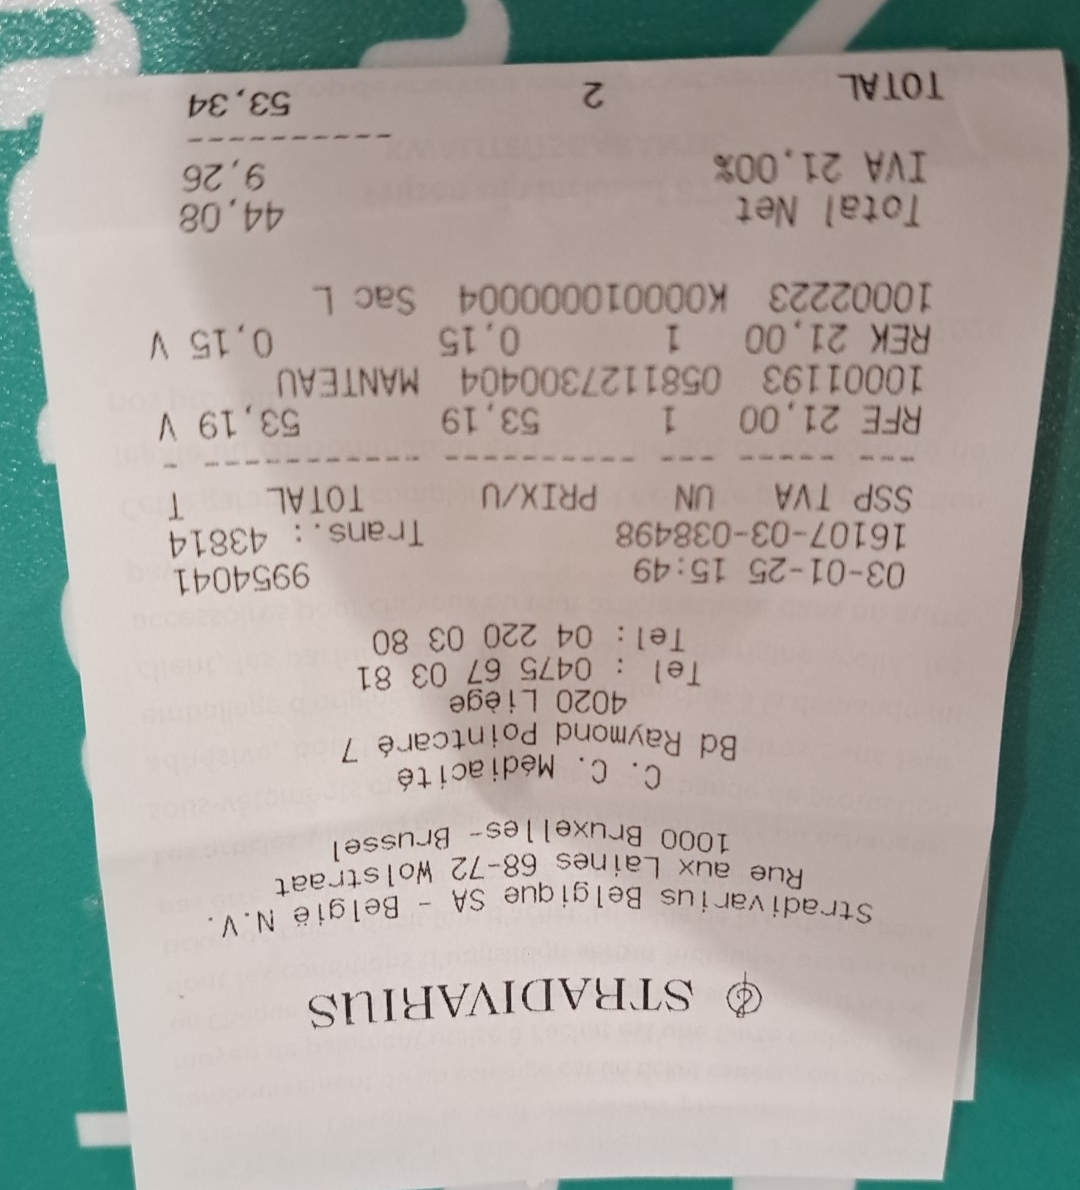 STRADIVARIUS
Stradivarius Belgique SA - België N.V.
Rue aux Laines 68-72 Wolstraat
1000 Bruxelles- Brussel
C. C. Médiacité
Bd Raymond Pointcaré 7
4020 Liège
Tel : 0475 67 03 81
Tel: 04 220 03 80
03-01-25 15:49 9954041
16107-03-038498 Trans.: 43814
SSP TVA UN PRIX/U TOTAL T
--- ----- --- ---------- ---------- -
RFE 21,00 1 53,19 53,19 V
10001193 05811273004004 MANTEAU
REK 21,00 1 0,15 0,15 V
10002223 K000010000004 Sac L
Total Net 44,08
IVA 21,00% 9,26
----------
TOTAL 2 53,34